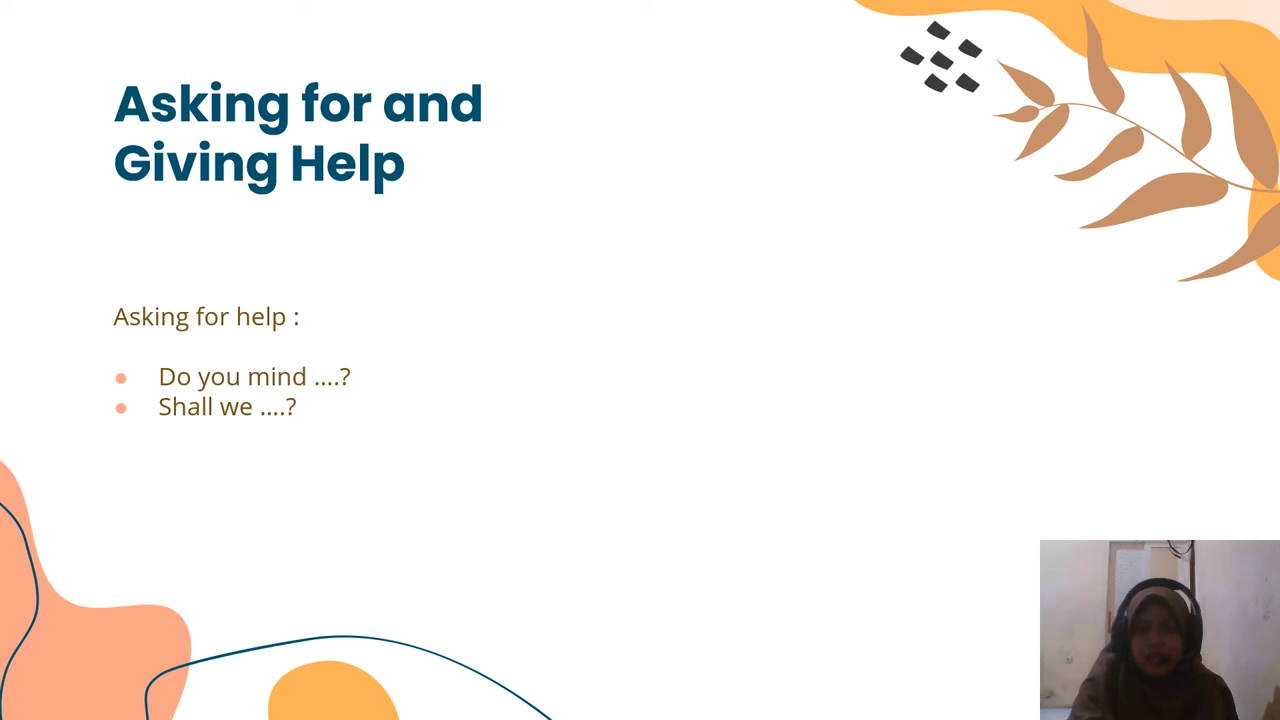 Asking for and
Giving Help
Asking for help :
● Do you mind ....?
● Shall we ....?